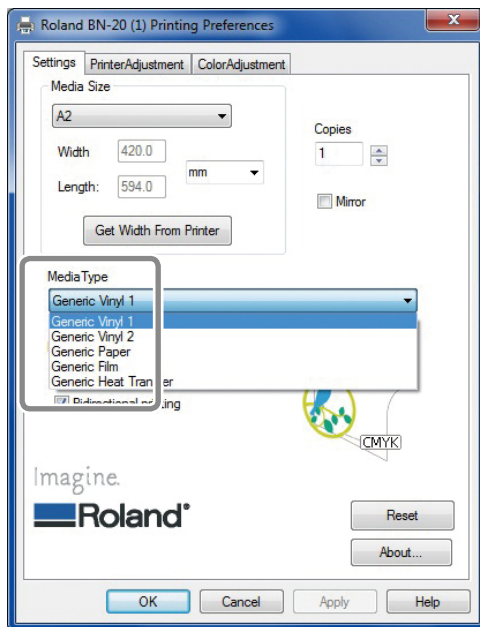 Roland BN-20 (1) Printing Preferences
X
Settings PrinterAdjustment ColorAdjustment
Media Size
A2
Copies
Width 420.0
1
mm
Length: 594.0
Mirror
Get Width From Printer
MediaType
Generic Vinyl 1
Generic Vinyl 1
Generic Vinyl 2
Generic Paper
Generic Film
Generic Heat
Bidirectional
CMYK
Imagine.
Roland®
Reset
About...
OK Cancel Apply Help